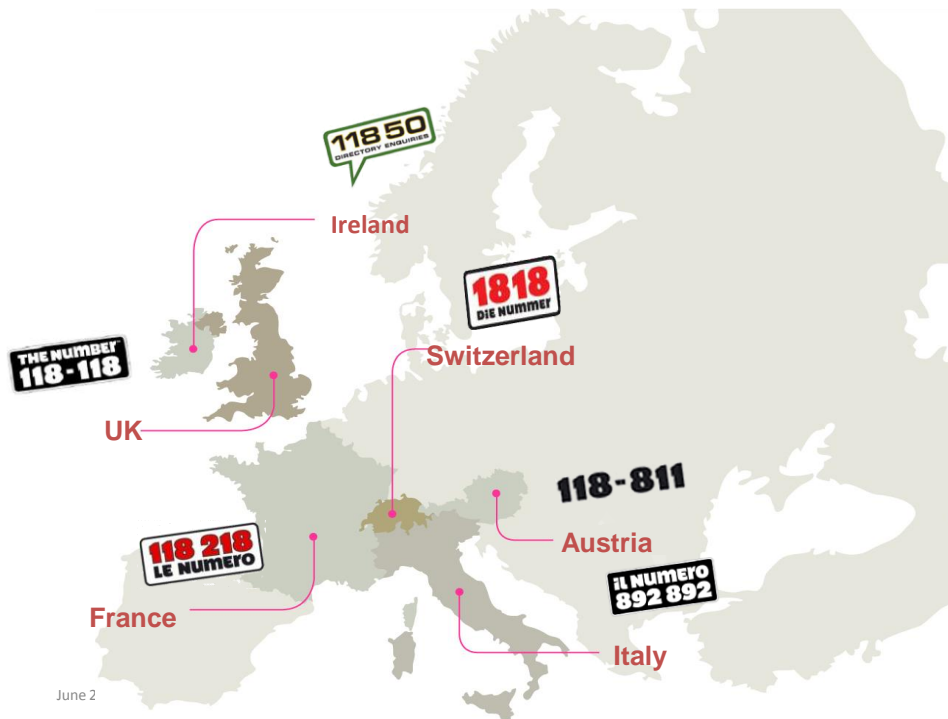 11850
DIRECTORY ENQUIRIES
Ireland
1818
DiE NUMMER
THE NUMBER
118-118
Switzerland
UK
118-811
118 218
LE NUMERO
Austria
iL NUMERO
892 892
France
Italy
June 2